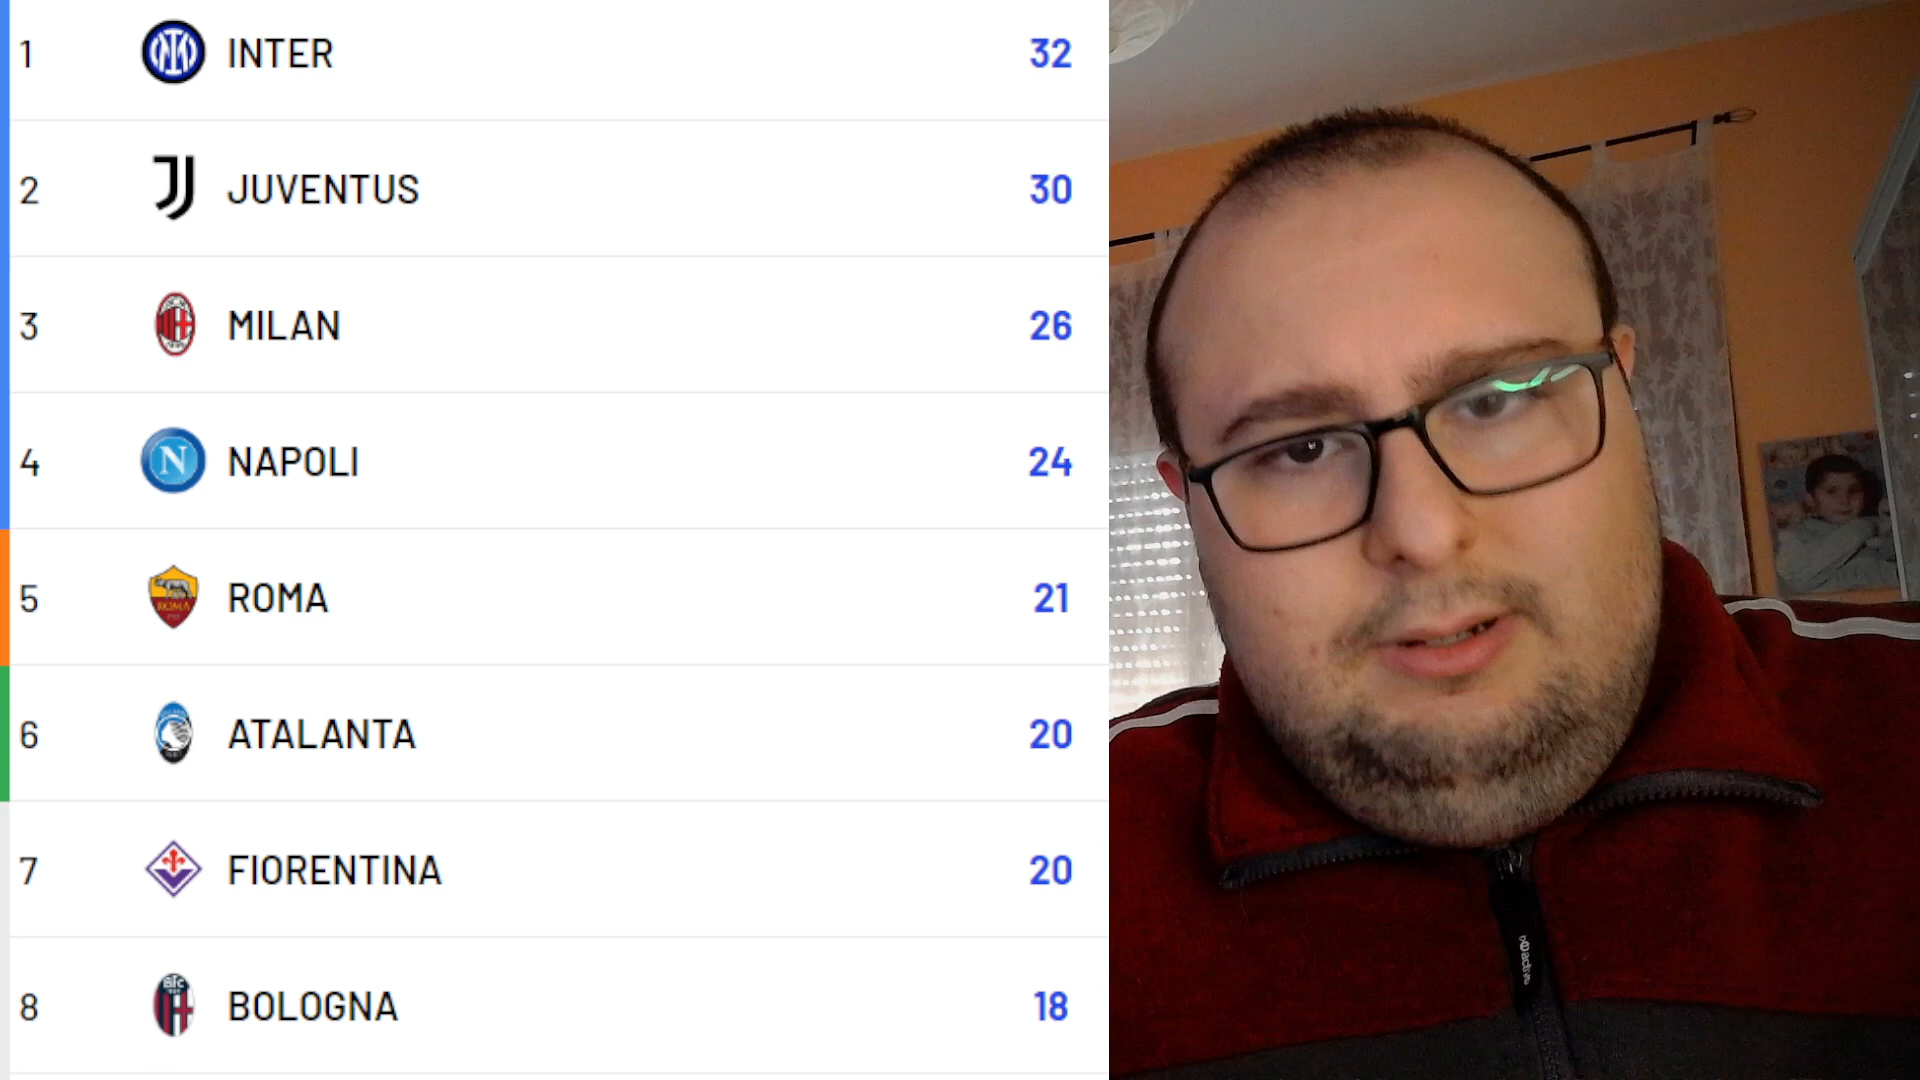 1 INTER 32
2 JUVENTUS 30
3 MILAN 26
4 NAPOLI 24
N
5 ROMA 21
ROMA
6 ATALANTA 20
7 FIORENTINA 20
8 BOLOGNA 18